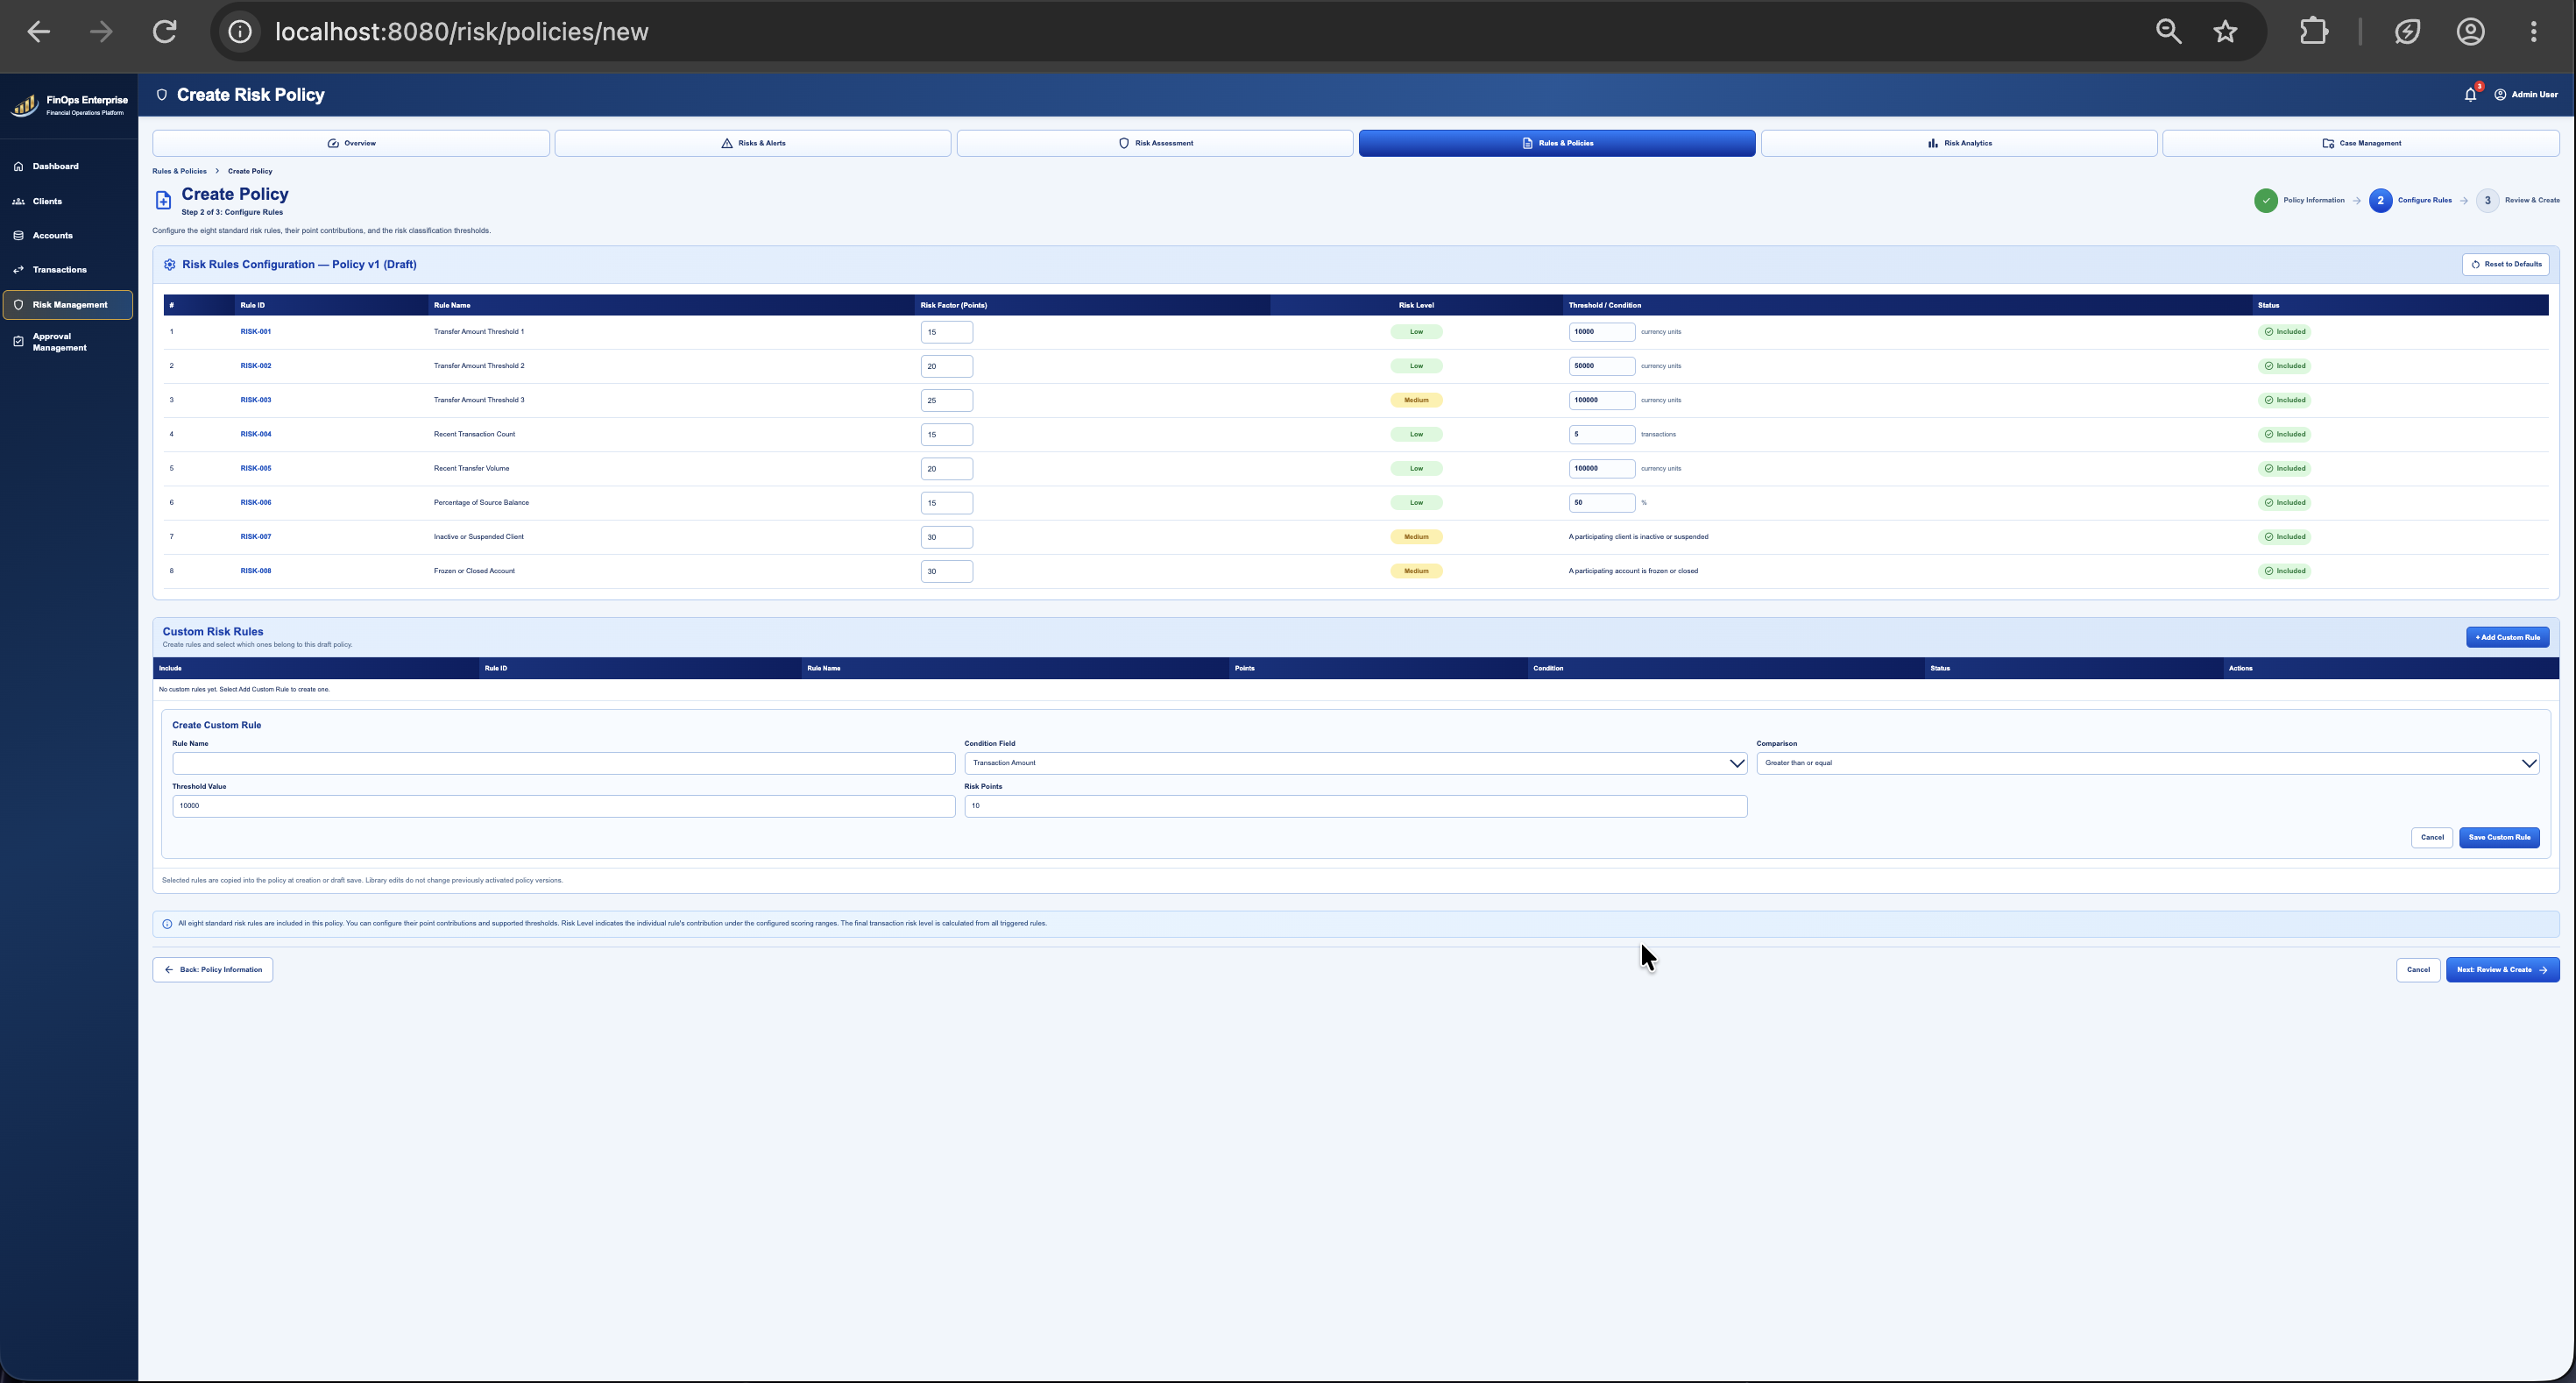 localhost:8080/risk/policies/new
FinOps Enterprise
Financial Operations Platform
Create Risk Policy
3
Admin User
Dashboard
Clients
Accounts
Transactions
Risk Management
Approval
Management
Overview
Risks & Alerts
Risk Assessment
Rules & Policies
Risk Analytics
Case Management
Rules & Policies > Create Policy
Create Policy
Step 2 of 3: Configure Rules
Policy Information
2 Configure Rules
3 Review & Create
Configure the eight standard risk rules, their point contributions, and the risk classification thresholds.
Risk Rules Configuration — Policy v1 (Draft)
Reset to Defaults
# Rule ID Rule Name Risk Factor (Points) Risk Level Threshold / Condition Status
1 RISK-001 Transfer Amount Threshold 1 15 Low 10000 currency units Included
2 RISK-002 Transfer Amount Threshold 2 20 Low 50000 currency units Included
3 RISK-003 Transfer Amount Threshold 3 25 Medium 100000 currency units Included
4 RISK-004 Recent Transaction Count 15 Low 5 transactions Included
5 RISK-005 Recent Transfer Volume 20 Low 100000 currency units Included
6 RISK-006 Percentage of Source Balance 15 Low 50 % Included
7 RISK-007 Inactive or Suspended Client 30 Medium A participating client is inactive or suspended Included
8 RISK-008 Frozen or Closed Account 30 Medium A participating account is frozen or closed Included
Custom Risk Rules
Create rules and select which ones belong to this draft policy.
+ Add Custom Rule
Include Rule ID Rule Name Points Condition Status Actions
No custom rules yet. Select Add Custom Rule to create one.
Create Custom Rule
Rule Name
Condition Field
Transaction Amount
Comparison
Greater than or equal
Threshold Value
10000
Risk Points
10
Cancel
Save Custom Rule
Selected rules are copied into the policy at creation or draft save. Library edits do not change previously activated policy versions.
All eight standard risk rules are included in this policy. You can configure their point contributions and supported thresholds. Risk Level indicates the individual rule's contribution under the configured scoring ranges. The final transaction risk level is calculated from all triggered rules.
Back: Policy Information
Cancel
Next: Review & Create